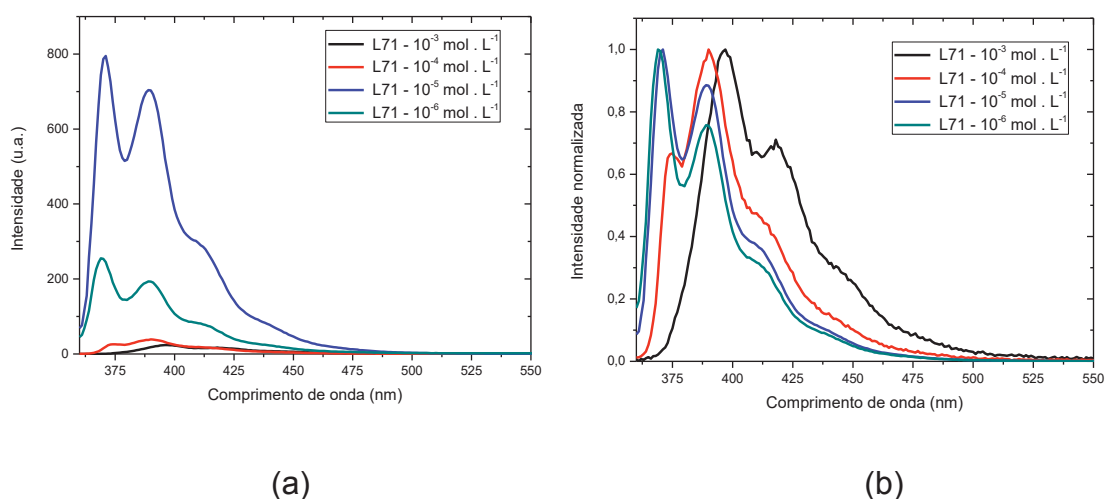 L71 - 10⁻³ mol . L⁻¹
L71 - 10⁻⁴ mol . L⁻¹
L71 - 10⁻⁵ mol . L⁻¹
L71 - 10⁻⁶ mol . L⁻¹
800
600
400
200
0
Intensidade (u.a.)
375 400 425 450 475 500 525 550
Comprimento de onda (nm)
(a)
L71 - 10⁻³ mol . L⁻¹
L71 - 10⁻⁴ mol . L⁻¹
L71 - 10⁻⁵ mol . L⁻¹
L71 - 10⁻⁶ mol . L⁻¹
1,0
0,8
0,6
0,4
0,2
0,0
Intensidade normalizada
375 400 425 450 475 500 525 550
Comprimento de onda (nm)
(b)